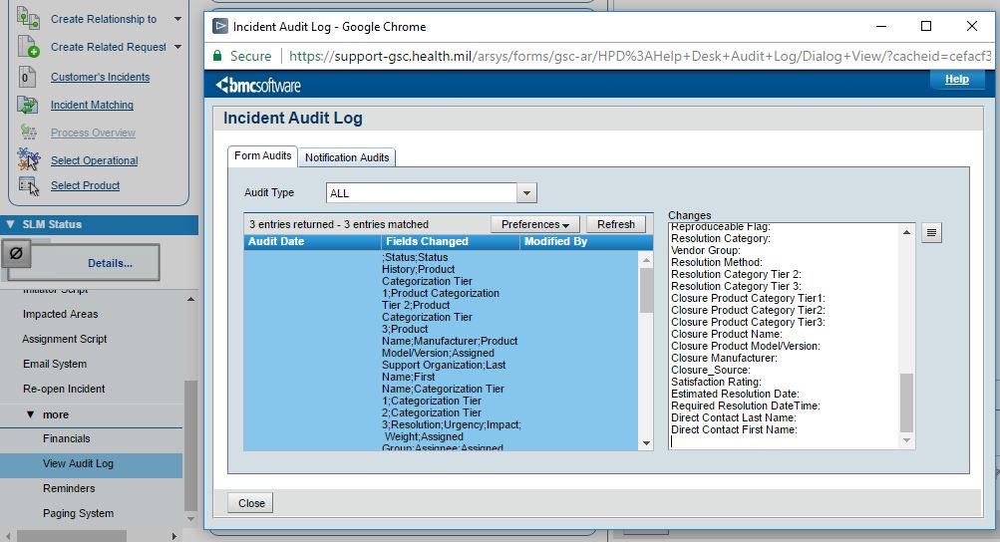 Create Relationship to
Create Related Request
Customer's Incidents
Incident Matching
Process Overview
Select Operational
Select Product
SLM Status
Details...
Initiator Script
Impacted Areas
Assignment Script
Email System
Re-open Incident
more
Financials
View Audit Log
Reminders
Paging System
Incident Audit Log - Google Chrome
Secure https://support-gsc.health.mil/arsys/forms/gsc-ar/HPD%3AHelp+Desk+Audit+Log/Dialog+View/?cacheid=cefacf3
bmcsoftware
Help
Incident Audit Log
Form Audits
Notification Audits
Audit Type
ALL
3 entries returned - 3 entries matched
Preferences
Refresh
Audit Date Fields Changed Modified By
;Status;Status
History;Product
Categorization Tier
1;Product Categorization
Tier 2;Product
Categorization Tier
3;Product
Name;Manufacturer;Product
Model/Version;Assigned
Support Organization;Last
Name;First
Name;Categorization Tier
1;Categorization Tier
2;Categorization Tier
3;Resolution;Urgency;Impact;
Weight;Assigned
Group;Assignee;Assigned
Changes
Reproduceable Flag:
Resolution Category:
Vendor Group:
Resolution Method:
Resolution Category Tier 2:
Resolution Category Tier 3:
Closure Product Category Tier1:
Closure Product Category Tier2:
Closure Product Category Tier3:
Closure Product Name:
Closure Product Model/Version:
Closure Manufacturer:
Closure_Source:
Satisfaction Rating:
Estimated Resolution Date:
Required Resolution DateTime:
Direct Contact Last Name:
Direct Contact First Name:
Close